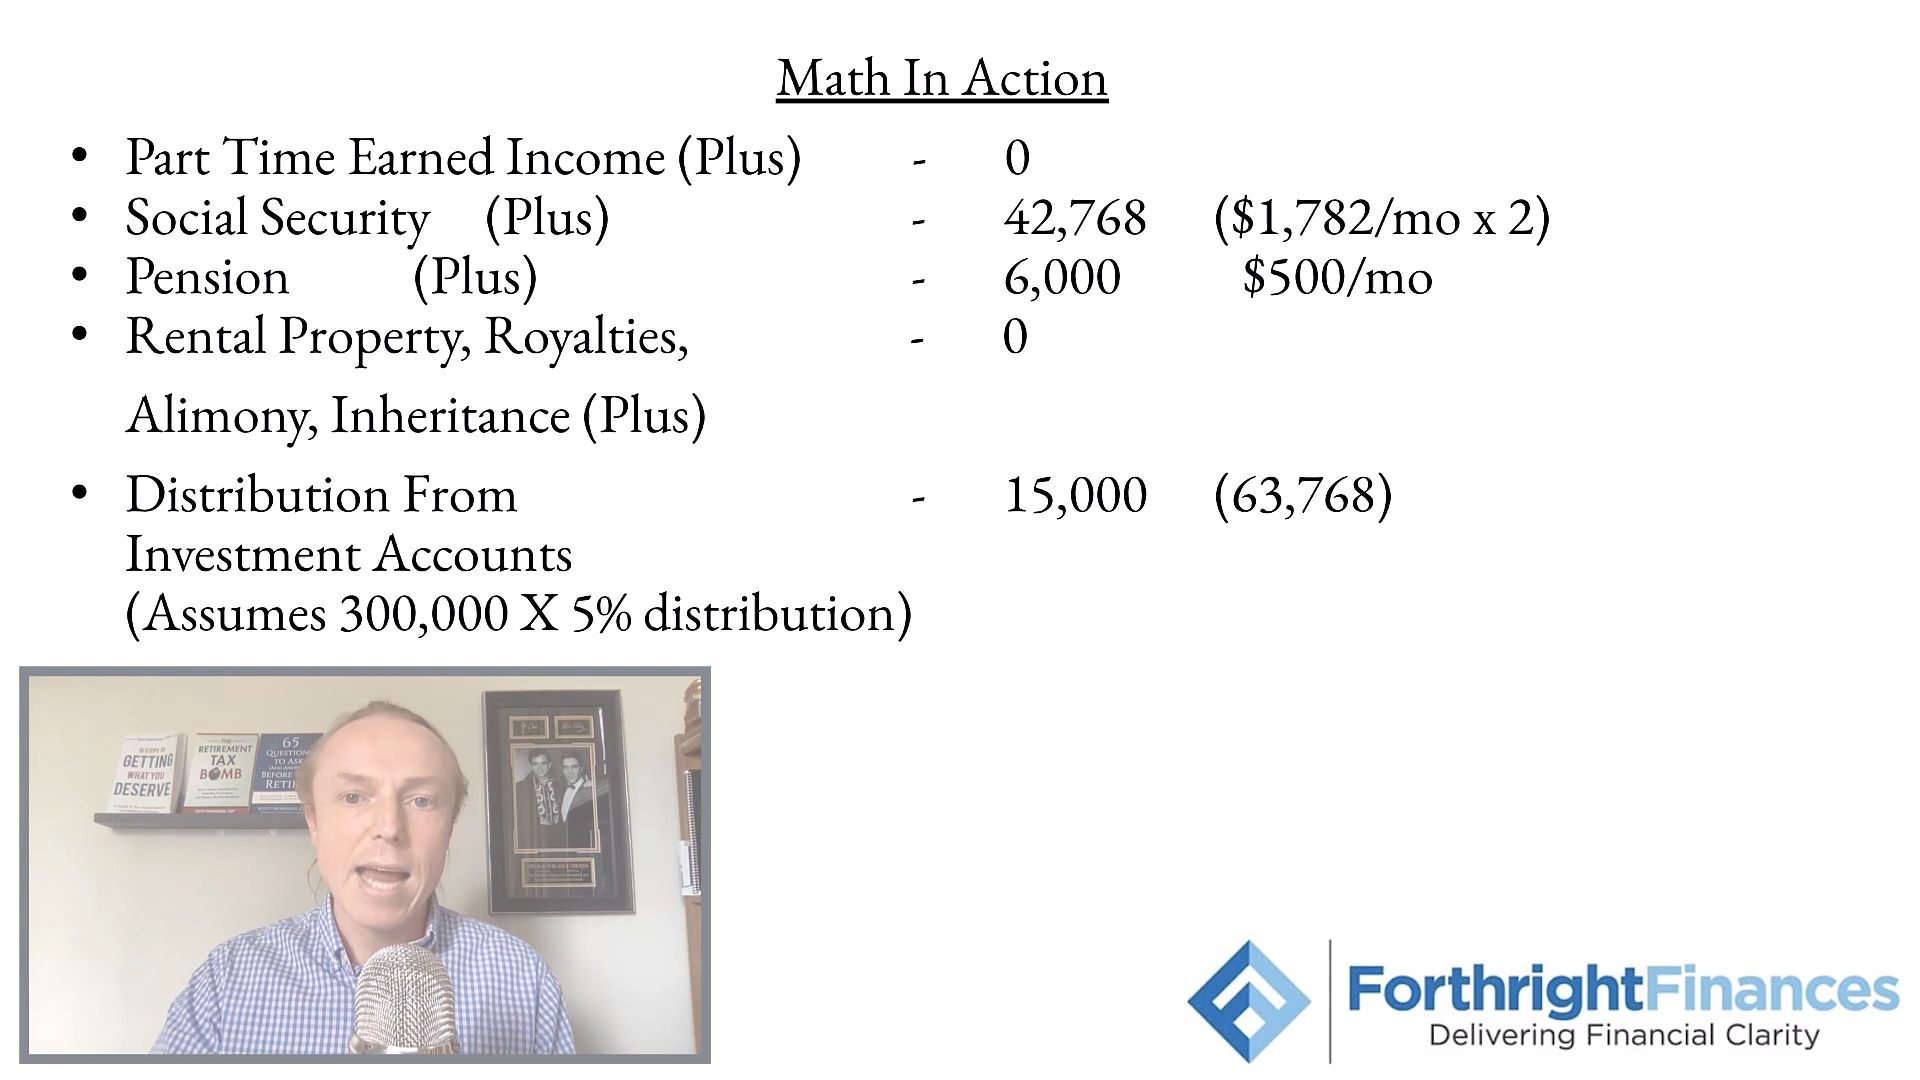 Math In Action
• Part Time Earned Income (Plus) - 0
• Social Security (Plus) - 42,768 ($1,782/mo x 2)
• Pension (Plus) - 6,000 $500/mo
• Rental Property, Royalties, - 0
Alimony, Inheritance (Plus)
• Distribution From - 15,000 (63,768)
Investment Accounts
(Assumes 300,000 X 5% distribution)
GETTING
WHAT YOU
DESERVE
THE
RETIREMENT
TAX
BOMB
65
QUESTION
TO ASK
BEFORE
RETI
ForthrightFinances
Delivering Financial Clarity